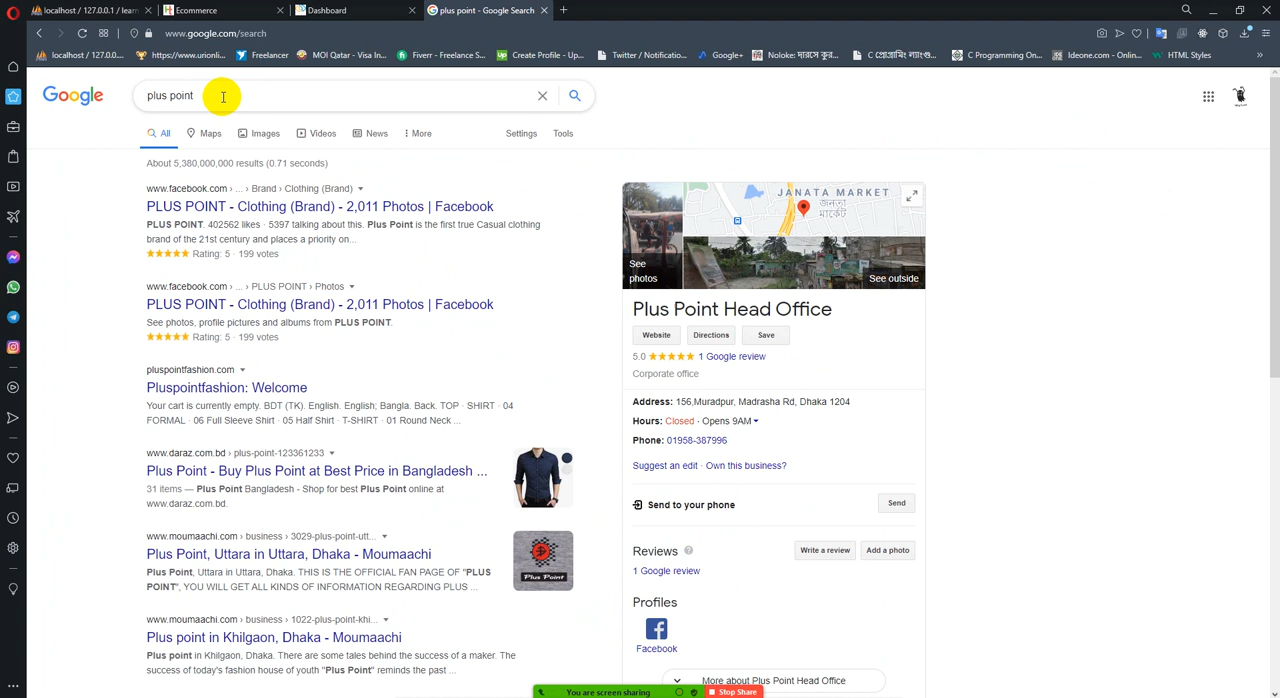 localhost / 127.0.0.1 / learn
Ecommerce
Dashboard
plus point - Google Search
www.google.com/search
localhost / 127.0.0....
https://www.urionli...
Freelancer
MOI Qatar - Visa In...
Fiverr - Freelance S...
Create Profile - Up...
Twitter / Notificatio...
Google+
Ideone.com - Onlin...
C Programming On...
HTML Styles
Google
plus point
All
Maps
Images
Videos
News
More
Settings
Tools
About 5,380,000,000 results (0.71 seconds)
www.facebook.com › ... › Brand › Clothing (Brand)
PLUS POINT - Clothing (Brand) - 2,011 Photos | Facebook
PLUS POINT. 402562 likes · 5397 talking about this. Plus Point is the first true Casual clothing
brand of the 21st century and places a priority on...
Rating: 5 · 199 votes
www.facebook.com › ... › PLUS POINT › Photos
PLUS POINT - Clothing (Brand) - 2,011 Photos | Facebook
See photos, profile pictures and albums from PLUS POINT.
Rating: 5 · 199 votes
pluspointfashion.com
Pluspointfashion: Welcome
Your cart is currently empty. BDT (TK). English. English; Bangla. Back. TOP · SHIRT · 04
FORMAL · 06 Full Sleeve Shirt · 05 Half Shirt · T-SHIRT · 01 Round Neck ...
www.daraz.com.bd › plus-point-123361233
Plus Point - Buy Plus Point at Best Price in Bangladesh ...
31 items — Plus Point Bangladesh - Shop for best Plus Point online at
www.daraz.com.bd.
www.moumaachi.com › business › 3029-plus-point-utt...
Plus Point, Uttara in Uttara, Dhaka - Moumaachi
Plus Point, Uttara in Uttara, Dhaka. THIS IS THE OFFICIAL FAN PAGE OF "PLUS
POINT", YOU WILL GET ALL KINDS OF INFORMATION REGARDING PLUS ...
Plus Point
www.moumaachi.com › business › 1022-plus-point-khi...
Plus point in Khilgaon, Dhaka - Moumaachi
Plus point in Khilgaon, Dhaka. There are some tales behind the success of a maker. The
success of today's fashion house of youth "Plus Point" reminds the past ...
JANATA MARKET
জনতা
মার্কেট
See
photos
See outside
Plus Point Head Office
Website
Directions
Save
5.0
1 Google review
Corporate office
Address: 156,Muradpur, Madrasha Rd, Dhaka 1204
Hours: Closed · Opens 9AM
Phone: 01958-387996
Suggest an edit · Own this business?
Send to your phone
Send
Reviews
Write a review
Add a photo
1 Google review
Profiles
Facebook
More about Plus Point Head Office
You are screen sharing
Stop Share